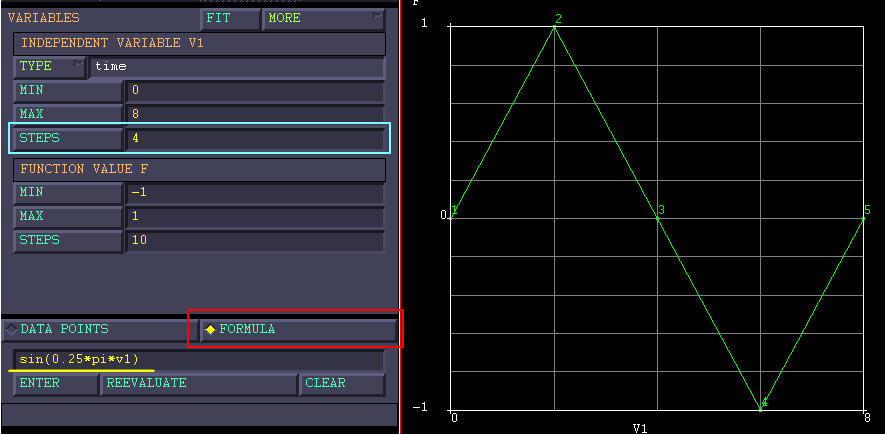 VARIABLES FIT MORE
INDEPENDENT VARIABLE V1
TYPE time
MIN 0
MAX 8
STEPS 4
FUNCTION VALUE F
MIN -1
MAX 1
STEPS 10
DATA POINTS FORMULA
sin(0.25*pi*v1)
ENTER REEVALUATE CLEAR
F
1 2
0. 1 3 5
4
-1
0 V1 8